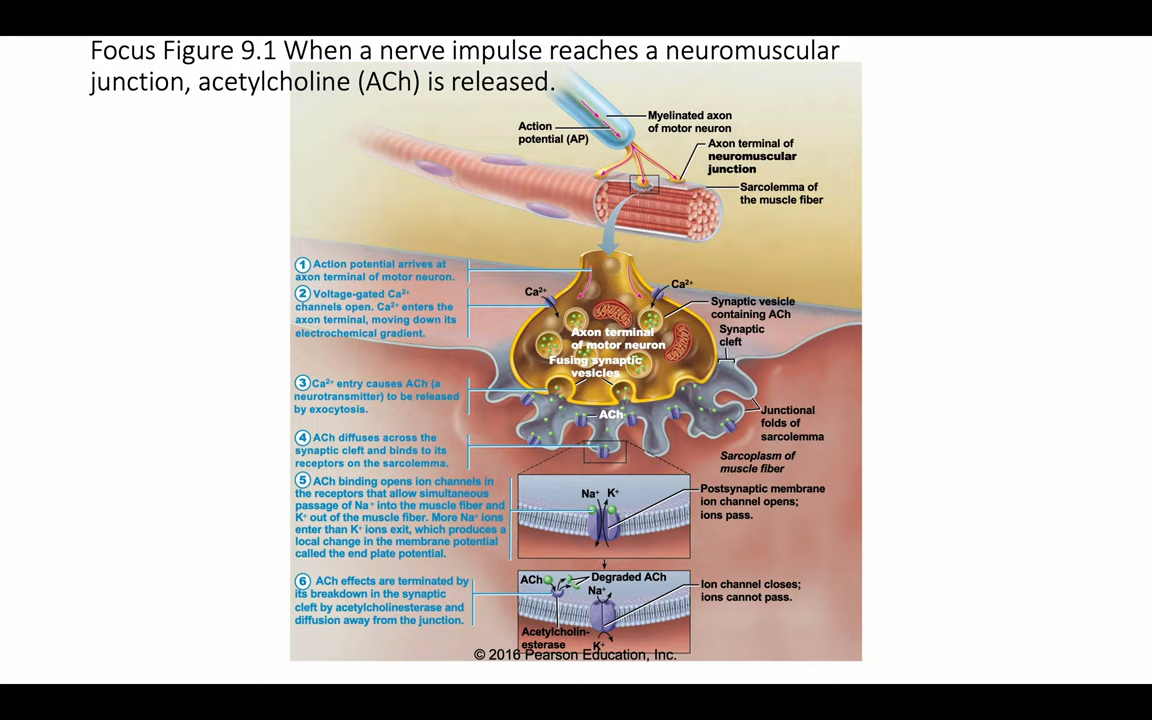 Focus Figure 9.1 When a nerve impulse reaches a neuromuscular
junction, acetylcholine (ACh) is released.
Myelinated axon
of motor neuron
Action
potential (AP)
Axon terminal of
neuromuscular
junction
Sarcolemma of
the muscle fiber
1 Action potential arrives at
axon terminal of motor neuron.
2 Voltage-gated Ca²⁺
channels open. Ca²⁺ enters the
axon terminal, moving down its
electrochemical gradient.
Ca²⁺
Ca²⁺
Synaptic vesicle
containing ACh
Synaptic
cleft
Axon terminal
of motor neuron
Fusing synaptic
vesicles
3 Ca²⁺ entry causes ACh (a
neurotransmitter) to be released
by exocytosis.
ACh
Junctional
folds of
sarcolemma
4 ACh diffuses across the
synaptic cleft and binds to its
receptors on the sarcolemma.
Sarcoplasm of
muscle fiber
5 ACh binding opens ion channels in
the receptors that allow simultaneous
passage of Na⁺ into the muscle fiber and
K⁺ out of the muscle fiber. More Na⁺ ions
enter than K⁺ ions exit, which produces a
local change in the membrane potential
called the end plate potential.
Na⁺ K⁺
Postsynaptic membrane
ion channel opens;
ions pass.
6 ACh effects are terminated by
its breakdown in the synaptic
cleft by acetylcholinesterase and
diffusion away from the junction.
ACh
Degraded ACh
Na⁺
Ion channel closes;
ions cannot pass.
Acetylcholin-
esterase
K⁺
© 2016 Pearson Education, Inc.